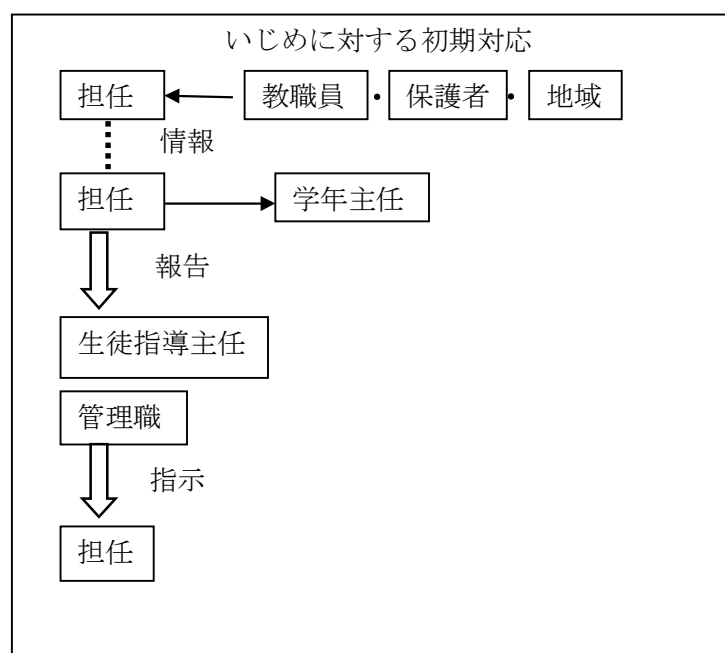 いじめに対する初期対応
担任 教職員・保護者・地域
情報
担任 学年主任
報告
生徒指導主任
管理職
指示
担任